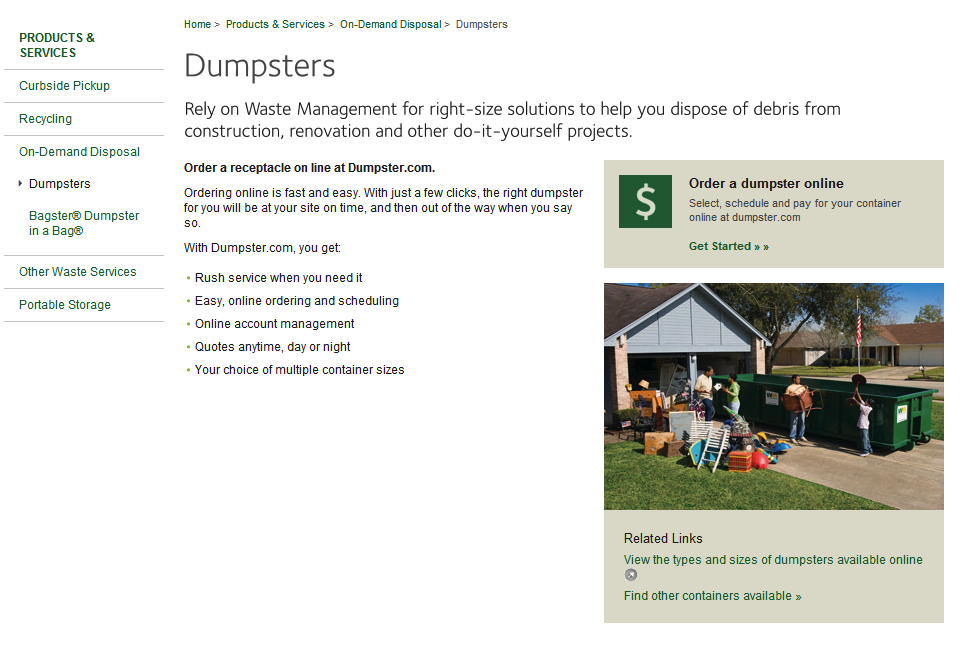 Home > Products & Services > On-Demand Disposal > Dumpsters
PRODUCTS &
SERVICES
Curbside Pickup
Recycling
On-Demand Disposal
Dumpsters
Bagster® Dumpster
in a Bag®
Other Waste Services
Portable Storage
Dumpsters
Rely on Waste Management for right-size solutions to help you dispose of debris from
construction, renovation and other do-it-yourself projects.
Order a receptacle on line at Dumpster.com.
Ordering online is fast and easy. With just a few clicks, the right dumpster
for you will be at your site on time, and then out of the way when you say
so.
With Dumpster.com, you get:
• Rush service when you need it
• Easy, online ordering and scheduling
• Online account management
• Quotes anytime, day or night
• Your choice of multiple container sizes
$
Order a dumpster online
Select, schedule and pay for your container
online at dumpster.com
Get Started » »
Related Links
View the types and sizes of dumpsters available online
Find other containers available »